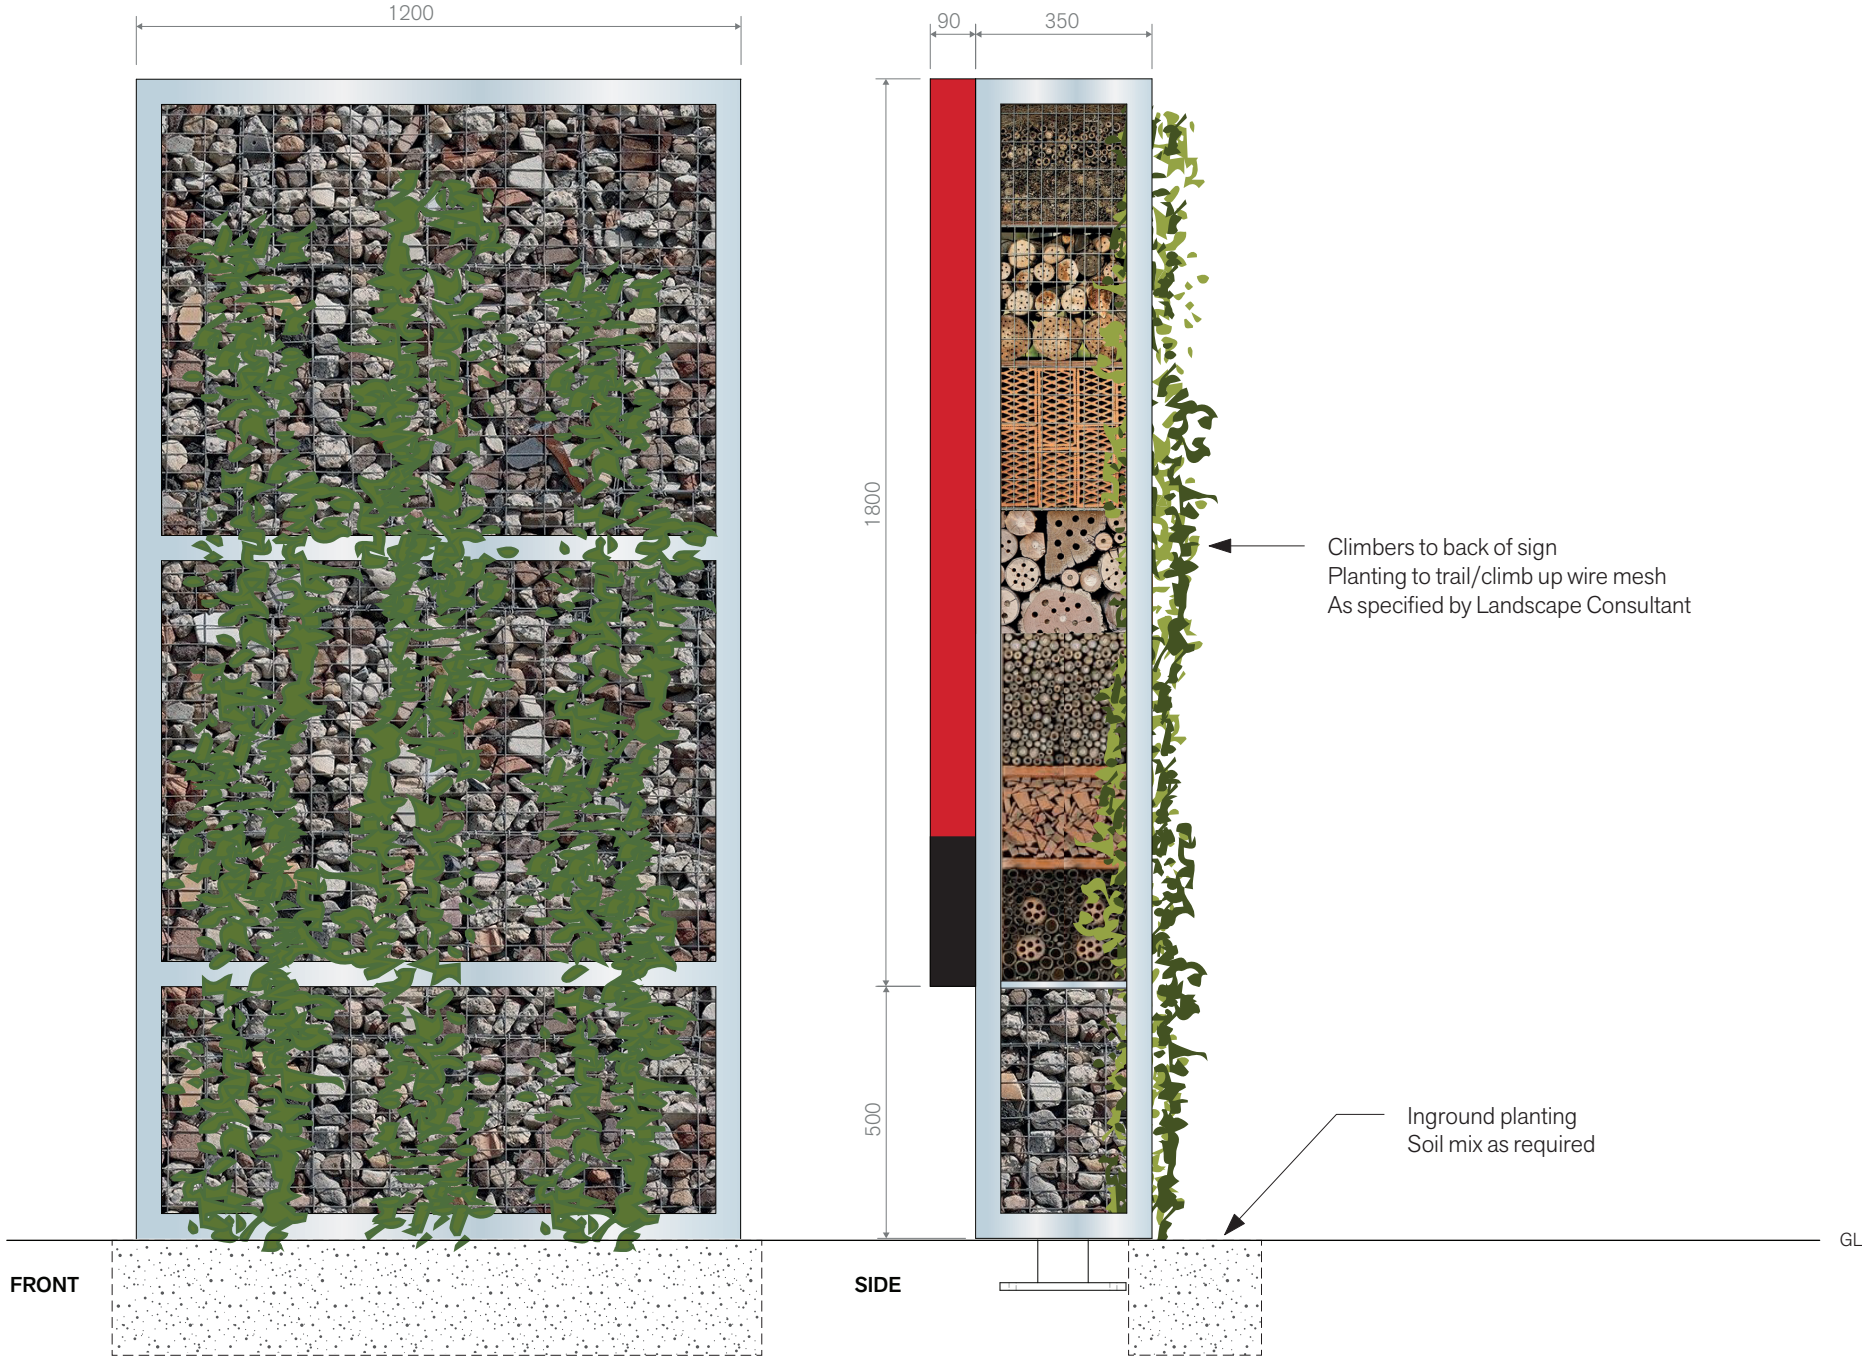 1200
90
350
1800
Climbers to back of sign
Planting to trail/climb up wire mesh
As specified by Landscape Consultant
500
Inground planting
Soil mix as required
GL
FRONT
SIDE